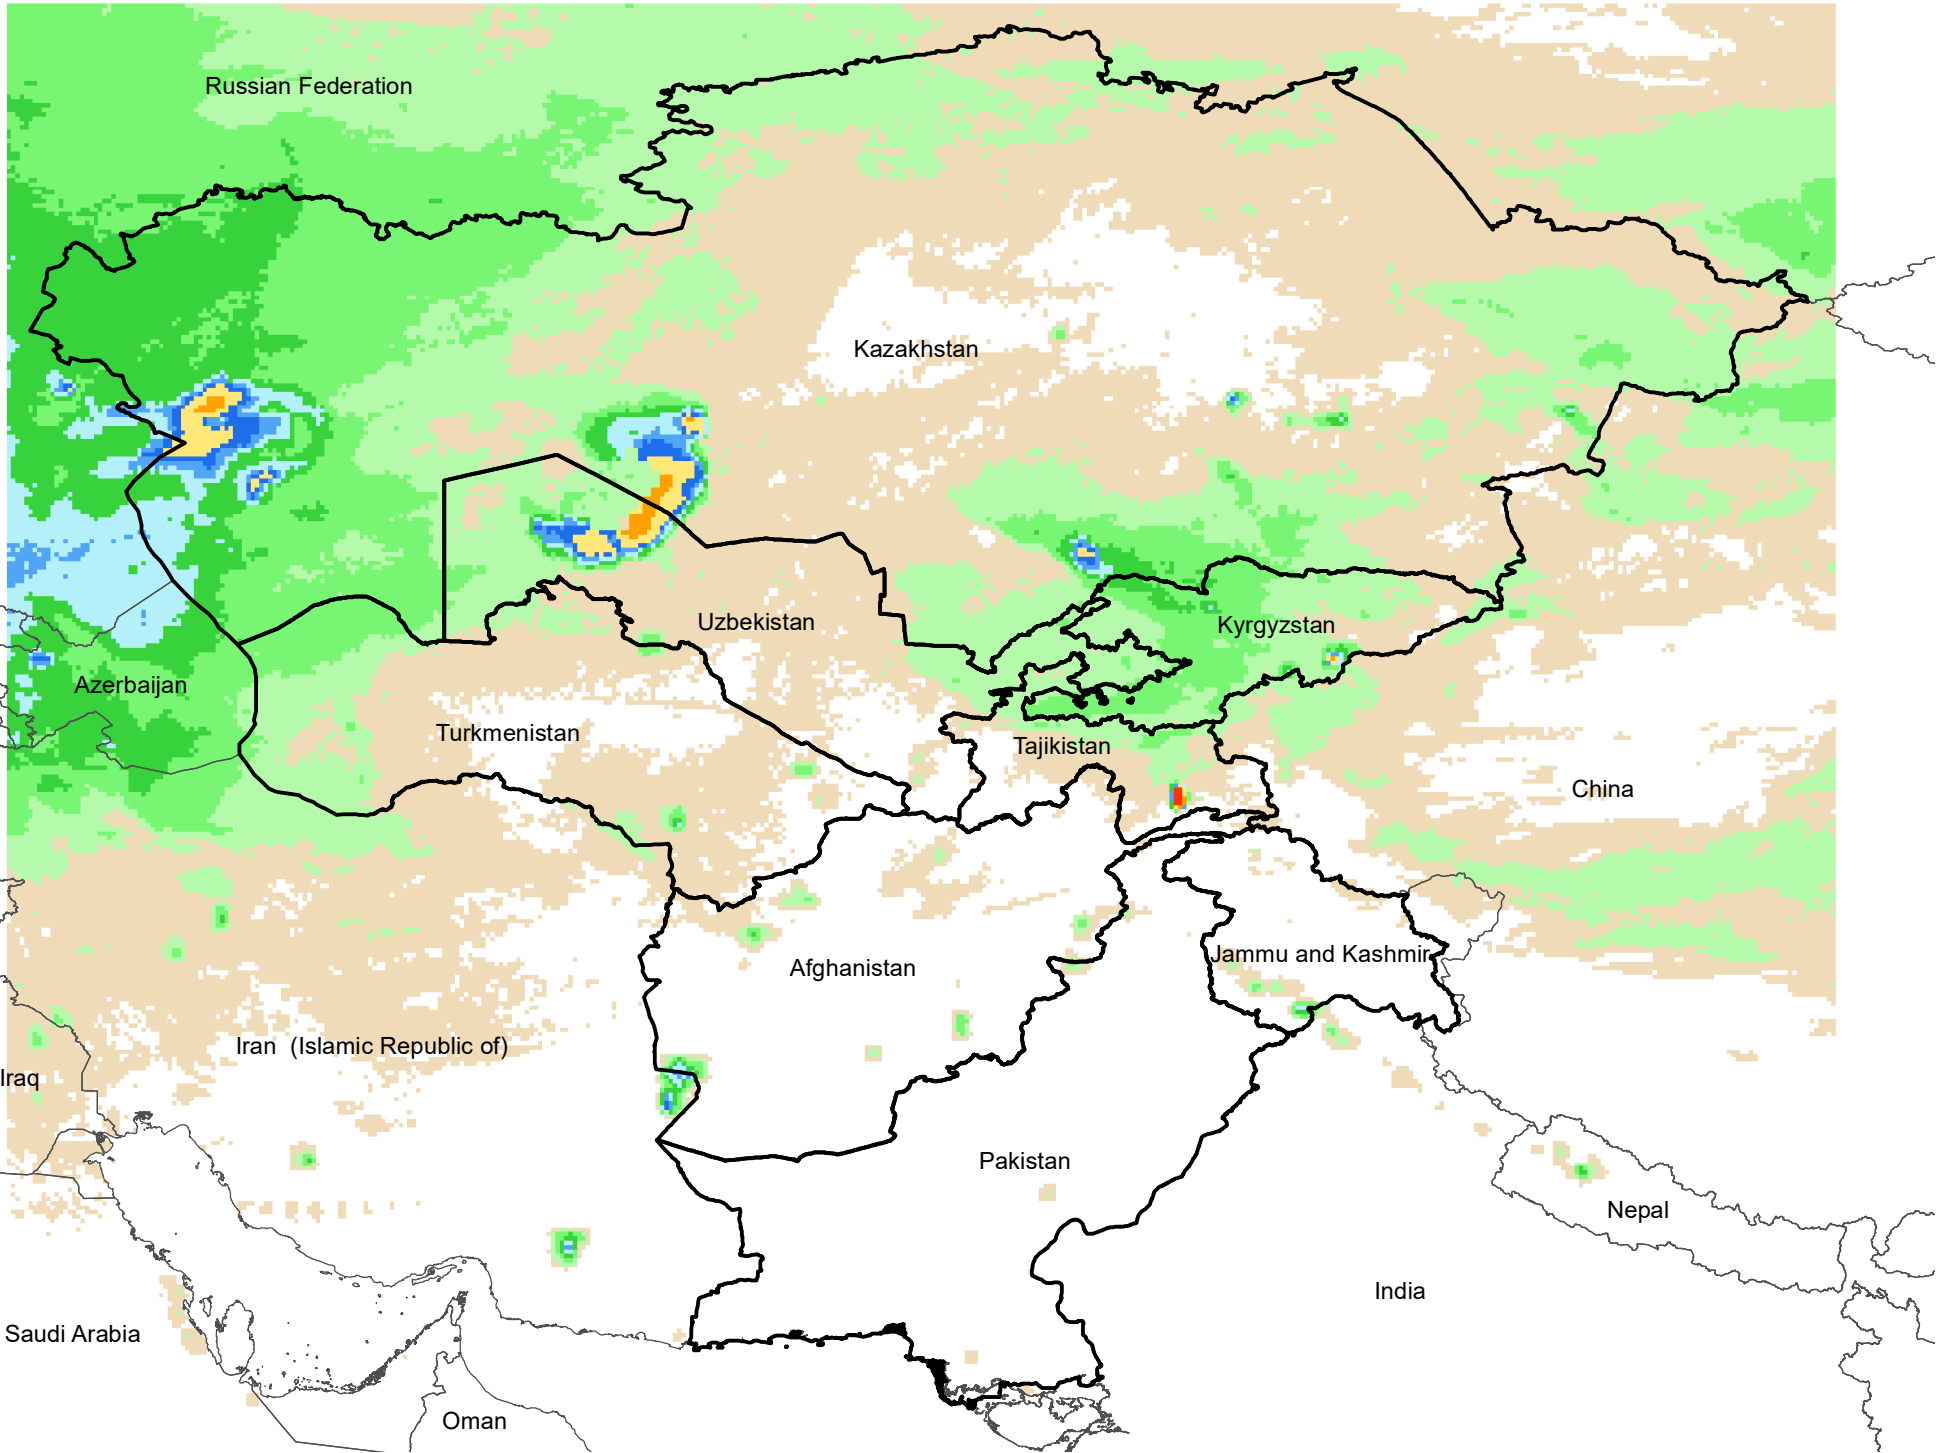 Russian Federation
Kazakhstan
Uzbekistan
Kyrgyzstan
Azerbaijan
Turkmenistan
Tajikistan
China
Afghanistan
Jammu and Kashmir
Iran (Islamic Republic of)
Iraq
Pakistan
Nepal
India
Saudi Arabia
Oman